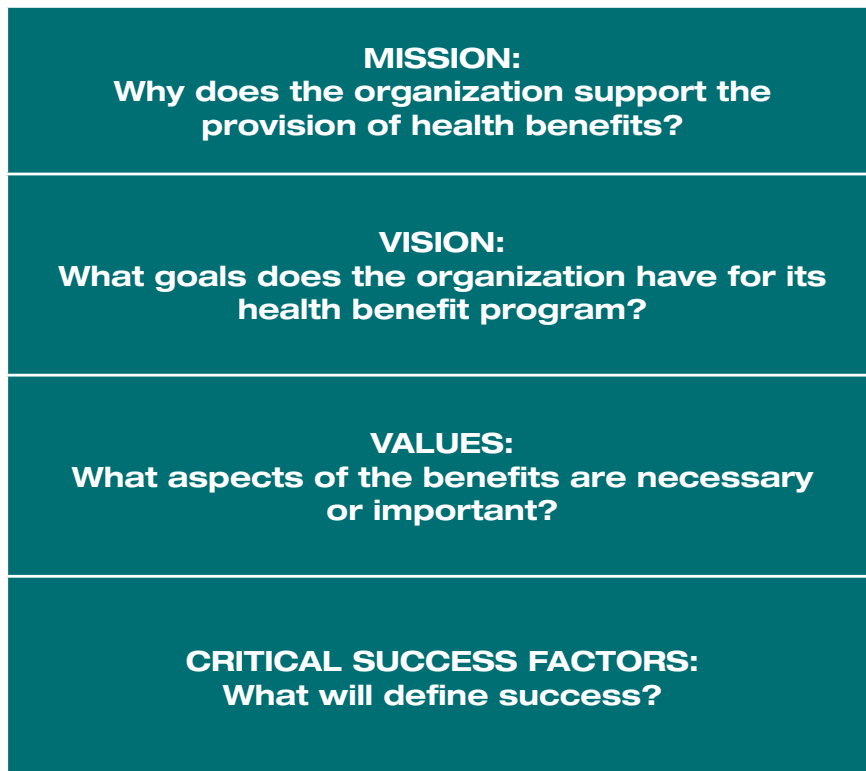 MISSION:
Why does the organization support the
provision of health benefits?
VISION:
What goals does the organization have for its
health benefit program?
VALUES:
What aspects of the benefits are necessary
or important?
CRITICAL SUCCESS FACTORS:
What will define success?